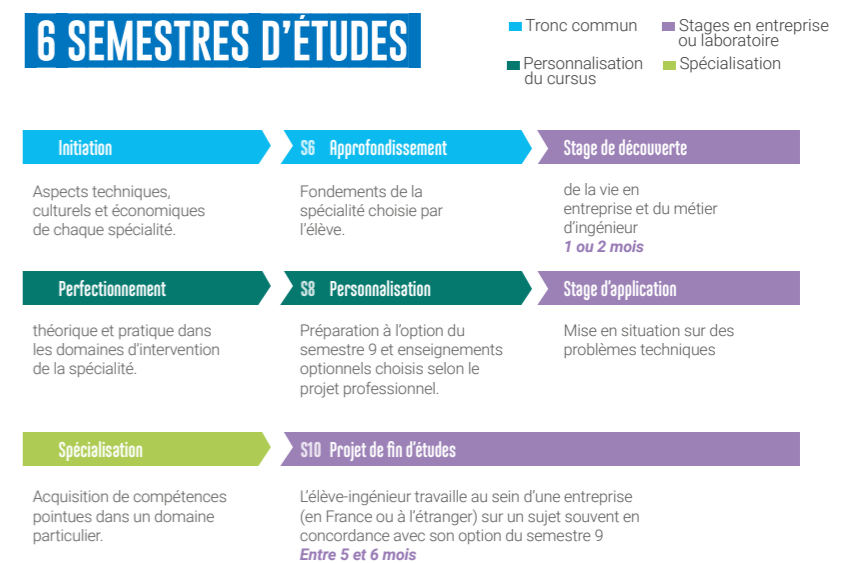 6 SEMESTRES D'ÉTUDES
Tronc commun
Stages en entreprise
ou laboratoire
Personnalisation
du cursus
Spécialisation
Initiation
S6 Approfondissement
Stage de découverte
Aspects techniques,
culturels et économiques
de chaque spécialité.
Fondements de la
spécialité choisie par
l'élève.
de la vie en
entreprise et du métier
d'ingénieur
1 ou 2 mois
Perfectionnement
S8 Personnalisation
Stage d'application
théorique et pratique dans
les domaines d'intervention
de la spécialité.
Préparation à l'option du
semestre 9 et enseignements
optionnels choisis selon le
projet professionnel.
Mise en situation sur des
problèmes techniques
Spécialisation
S10 Projet de fin d'études
Acquisition de compétences
pointues dans un domaine
particulier.
L'élève-ingénieur travaille au sein d'une entreprise
(en France ou à l'étranger) sur un sujet souvent en
concordance avec son option du semestre 9
Entre 5 et 6 mois